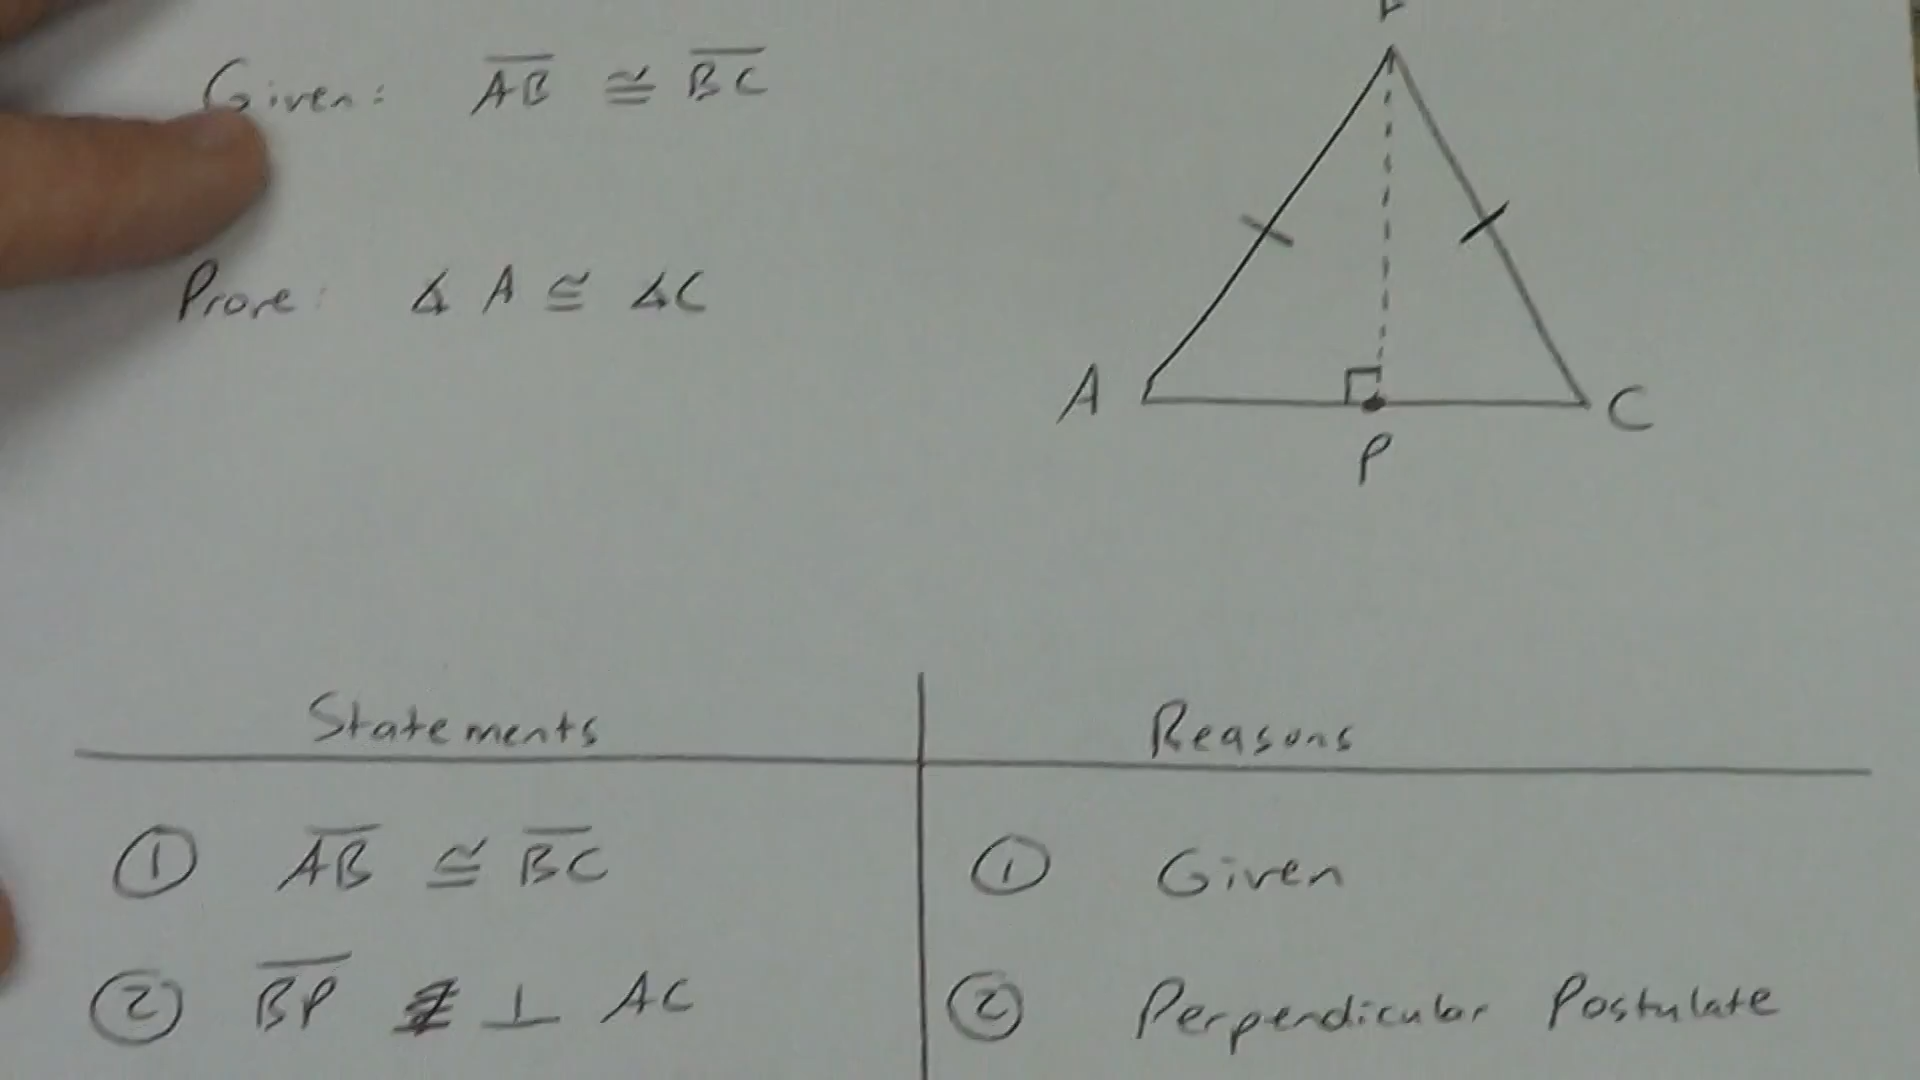 Given: AB ≅ BC
Prove: ∡ A ≅ ∡C
A
C
P
Statements Reasons
① AB ≅ BC ① Given
② BP ⊥ AC ② Perpendicular Postulate